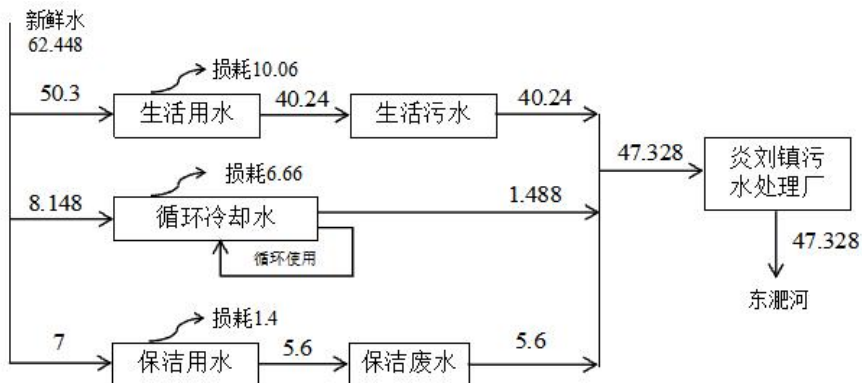 新鲜水
62.448
损耗10.06
50.3
生活用水
40.24
生活污水
40.24
损耗6.66
8.148
循环冷却水
1.488
循环使用
47.328
炎刘镇污
水处理厂
47.328
东淝河
损耗1.4
7
保洁用水
5.6
保洁废水
5.6